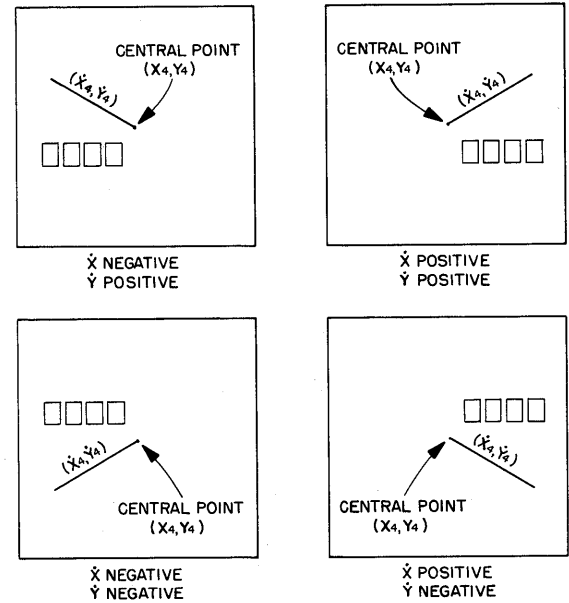 CENTRAL POINT
(X4,Y4)
(Ẋ4,Ẏ4)
Ẋ NEGATIVE
Ẏ POSITIVE
CENTRAL POINT
(X4,Y4)
(Ẋ4,Ẏ4)
Ẋ POSITIVE
Ẏ POSITIVE
(Ẋ4,Ẏ4)
CENTRAL POINT
(X4,Y4)
Ẋ NEGATIVE
Ẏ NEGATIVE
(Ẋ4,Ẏ4)
CENTRAL POINT
(X4,Y4)
Ẋ POSITIVE
Ẏ NEGATIVE